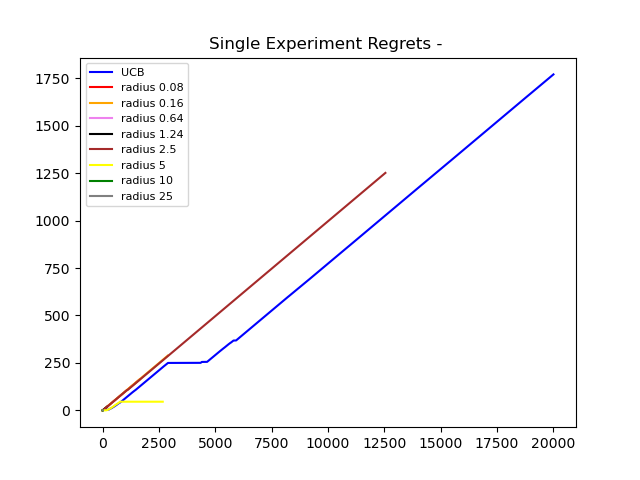 Single Experiment Regrets -
UCB
radius 0.08
radius 0.16
radius 0.64
radius 1.24
radius 2.5
radius 5
radius 10
radius 25
1750
1500
1250
1000
750
500
250
0
0 2500 5000 7500 10000 12500 15000 17500 20000